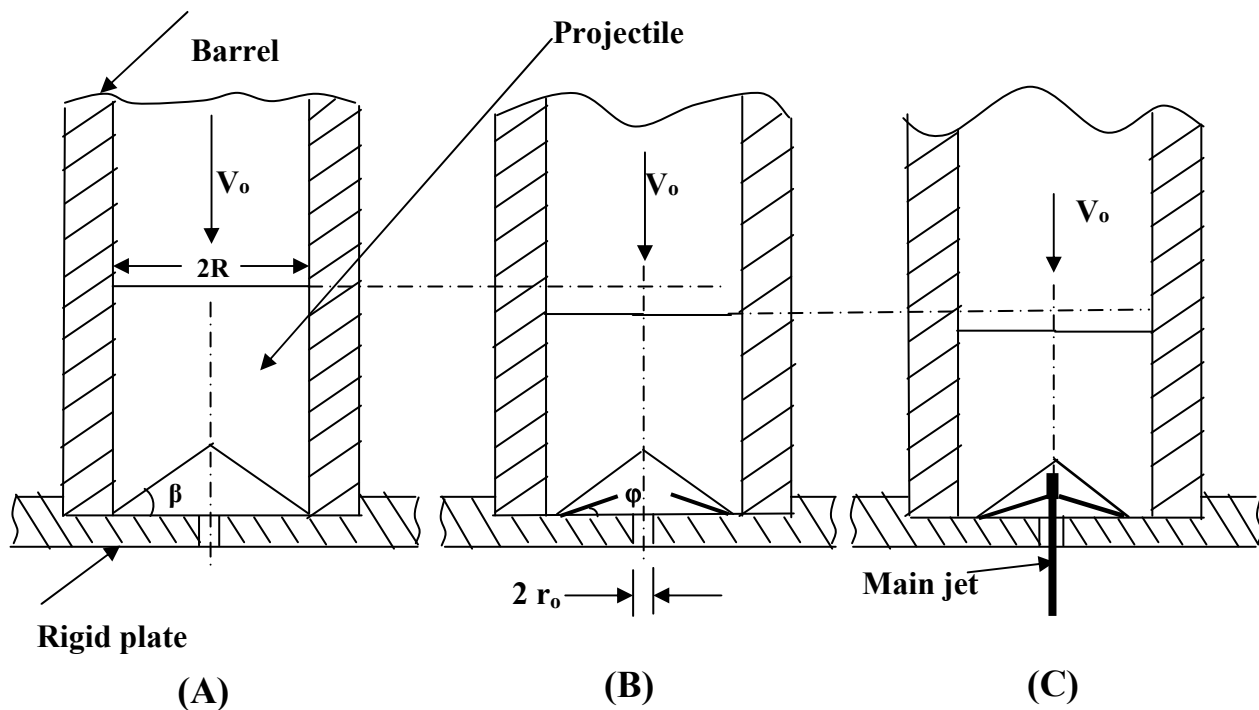 Barrel
Projectile
Vₒ
Vₒ
Vₒ
2R
β
φ
Main jet
2 rₒ
Rigid plate
(A)
(B)
(C)